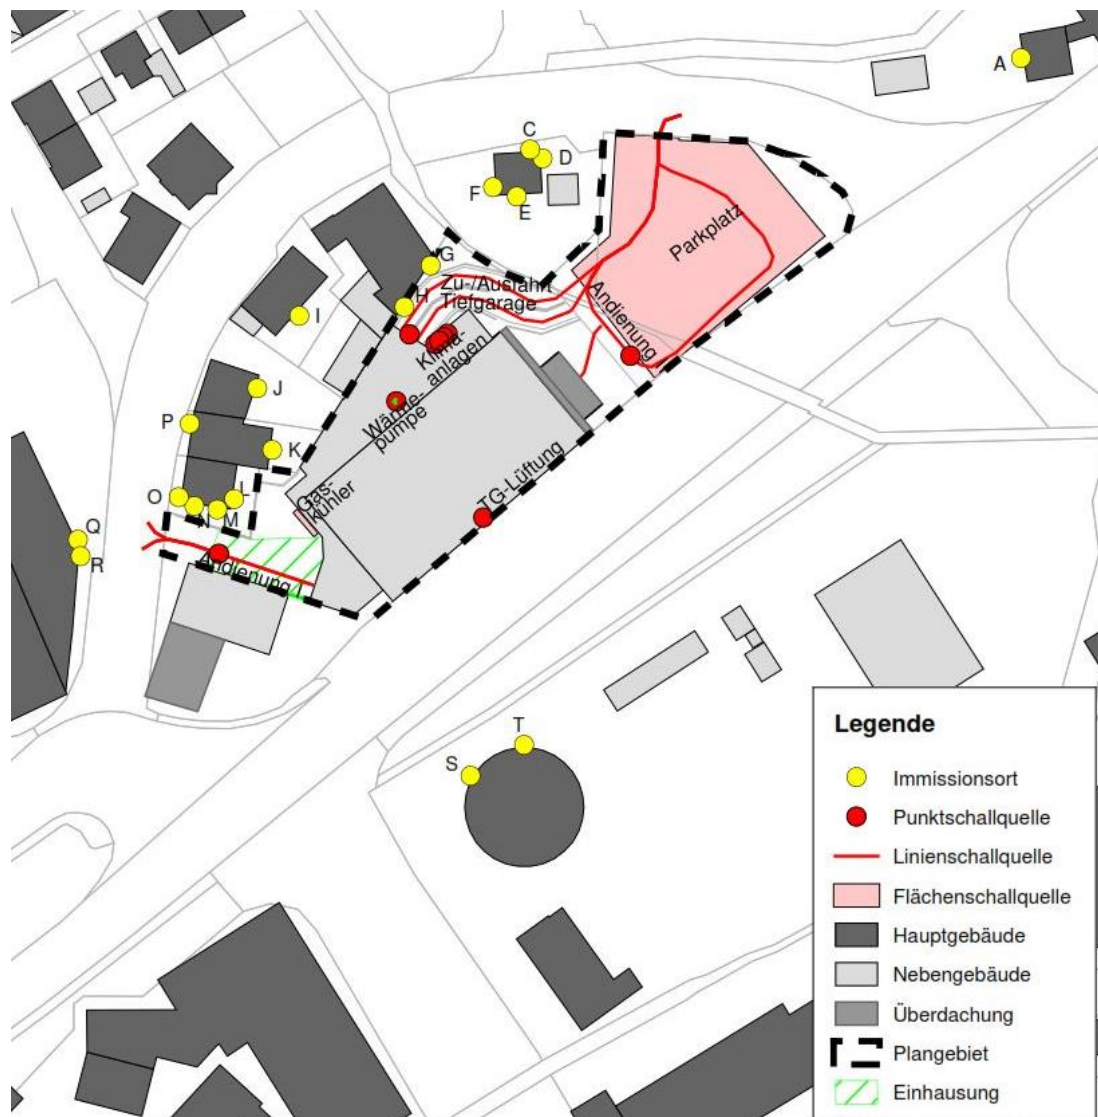 A
C
D
F
E
Parkplatz
G
Zu-/Ausfahrt
Tiefgarage
H
Andienung
I
Klima-
anlagen
J
Wärme-
pumpe
P
K
Gas-
kühler
TG-Lüftung
O
L
N
M
Q
R
Andienung
T
S
Legende
Immissionsort
Punktschallquelle
Linienschallquelle
Flächenschallquelle
Hauptgebäude
Nebengebäude
Überdachung
Plangebiet
Einhausung